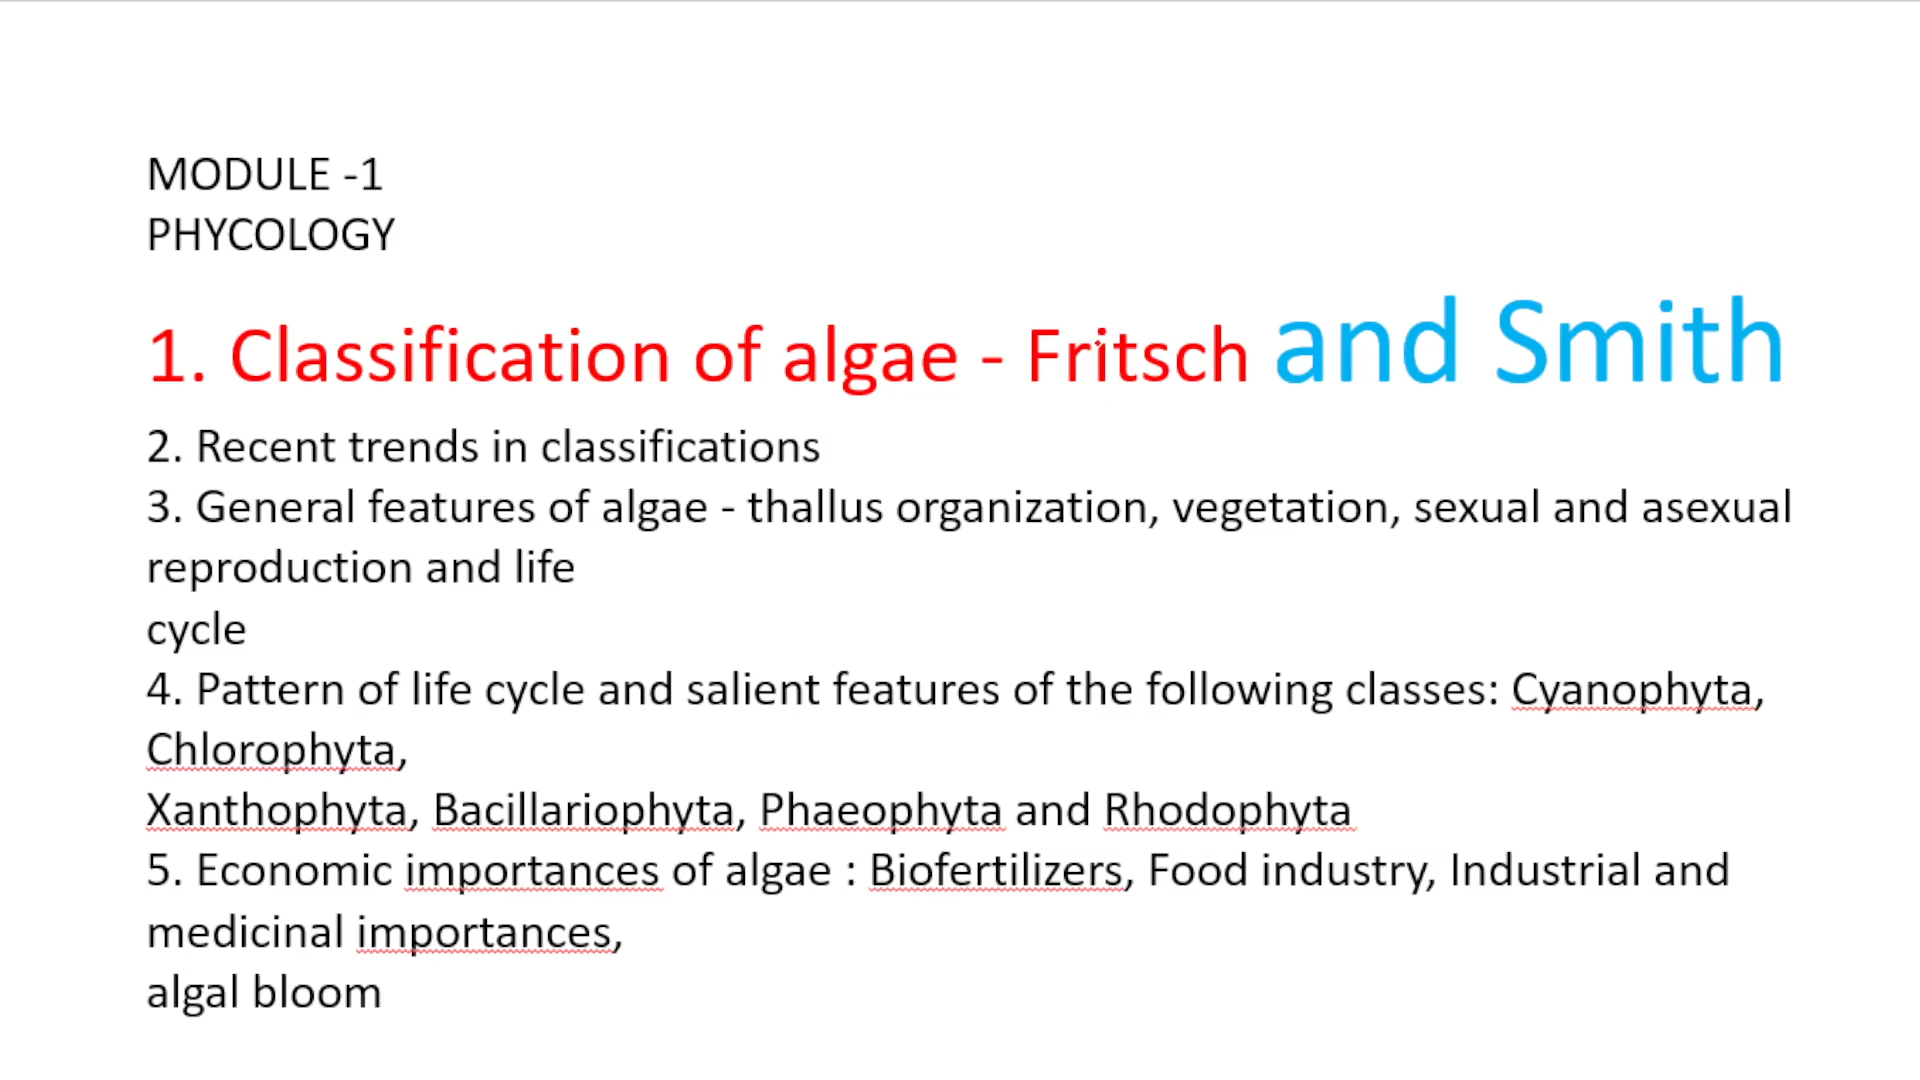 MODULE -1
PHYCOLOGY
1. Classification of algae - Fritsch and Smith
2. Recent trends in classifications
3. General features of algae - thallus organization, vegetation, sexual and asexual
reproduction and life
cycle
4. Pattern of life cycle and salient features of the following classes: Cyanophyta,
Chlorophyta,
Xanthophyta, Bacillariophyta, Phaeophyta and Rhodophyta
5. Economic importances of algae : Biofertilizers, Food industry, Industrial and
medicinal importances,
algal bloom